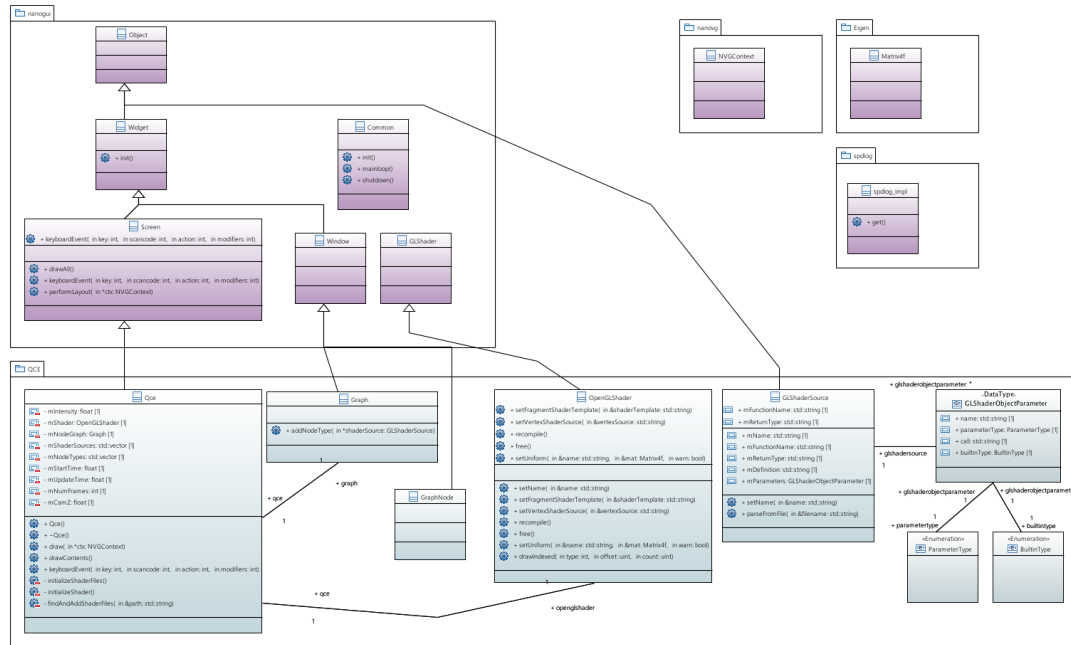 nanogui
Object
Widget
+ init()
Common
+ init()
+ mainloop()
+ shutdown()
Screen
+ keyboardEvent( in key: int, in scancode: int, in action: int, in modifiers: int)
+ drawAll()
+ keyboardEvent( in key: int, in scancode: int, in action: int, in modifiers: int)
+ performLayout( in *ctx: NVGContext)
Window
GLShader
nanovg
NVGContext
Eigen
Matrix4f
spdlog
spdlog_impl
+ get()
QCE
Qce
- mIntensity: float [1]
- mShader: OpenGLShader
- mNodeGraph: Graph [1]
- mShaderSources: std::vector [1]
- mNodeTypes: std::vector [1]
- mStartTime: float [1]
- mUpdateTime: float [1]
- mNumFrames: int [1]
- mCamZ: float [1]
+ Qce()
+ ~Qce()
+ draw( in *ctx: NVGContext)
+ drawContents()
+ keyboardEvent( in key: int, in scancode: int, in action: int, in modifiers: int)
- initializeShaderFiles()
- initializeShader()
- findAndAddShaderFiles( in &path: std::string)
Graph
+ addNodeType( in *shaderSource: GLShaderSource)
1
+ graph
+ qce
1
GraphNode
OpenGLShader
+ setFragmentShaderTemplate( in &shaderTemplate: std::string)
+ setVertexShaderSource( in &vertexSource: std::string)
+ recompile()
+ free()
+ setUniform( in &name: std::string, in &mat: Matrix4f, in warn: bool)
+ setName( in &name: std::string)
+ setFragmentShaderTemplate( in &shaderTemplate: std::string)
+ setVertexShaderSource( in &vertexSource: std::string)
+ recompile()
+ free()
+ setUniform( in &name: std::string, in &mat: Matrix4f, in warn: bool)
+ drawIndexed( in type: int, in offset: uint, in count: uint)
1
+ openglshader
+ qce
1
GLShaderSource
+ mFunctionName: std::string [1]
+ mReturnType: std::string [1]
+ mName: std::string [1]
+ mFunctionName: std::string [1]
+ mReturnType: std::string [1]
+ mDefinition: std::string [1]
+ mParameters: GLShaderObjectParameter [1]
+ setName( in &name: std::string)
+ parseFromFile( in &filename: std::string)
+ glshaderobjectparameter *
+ glshadersource
1
«DataType»
GLShaderObjectParameter
+ name: std::string [1]
+ parameterType: ParameterType [1]
+ call: std::string [1]
+ builtinType: BuiltinType [1]
+ glshaderobjectparameter
+ glshaderobjectparameter
1
1
1
1
+ parametertype
+ builtintype
«Enumeration»
ParameterType
«Enumeration»
BuiltinType